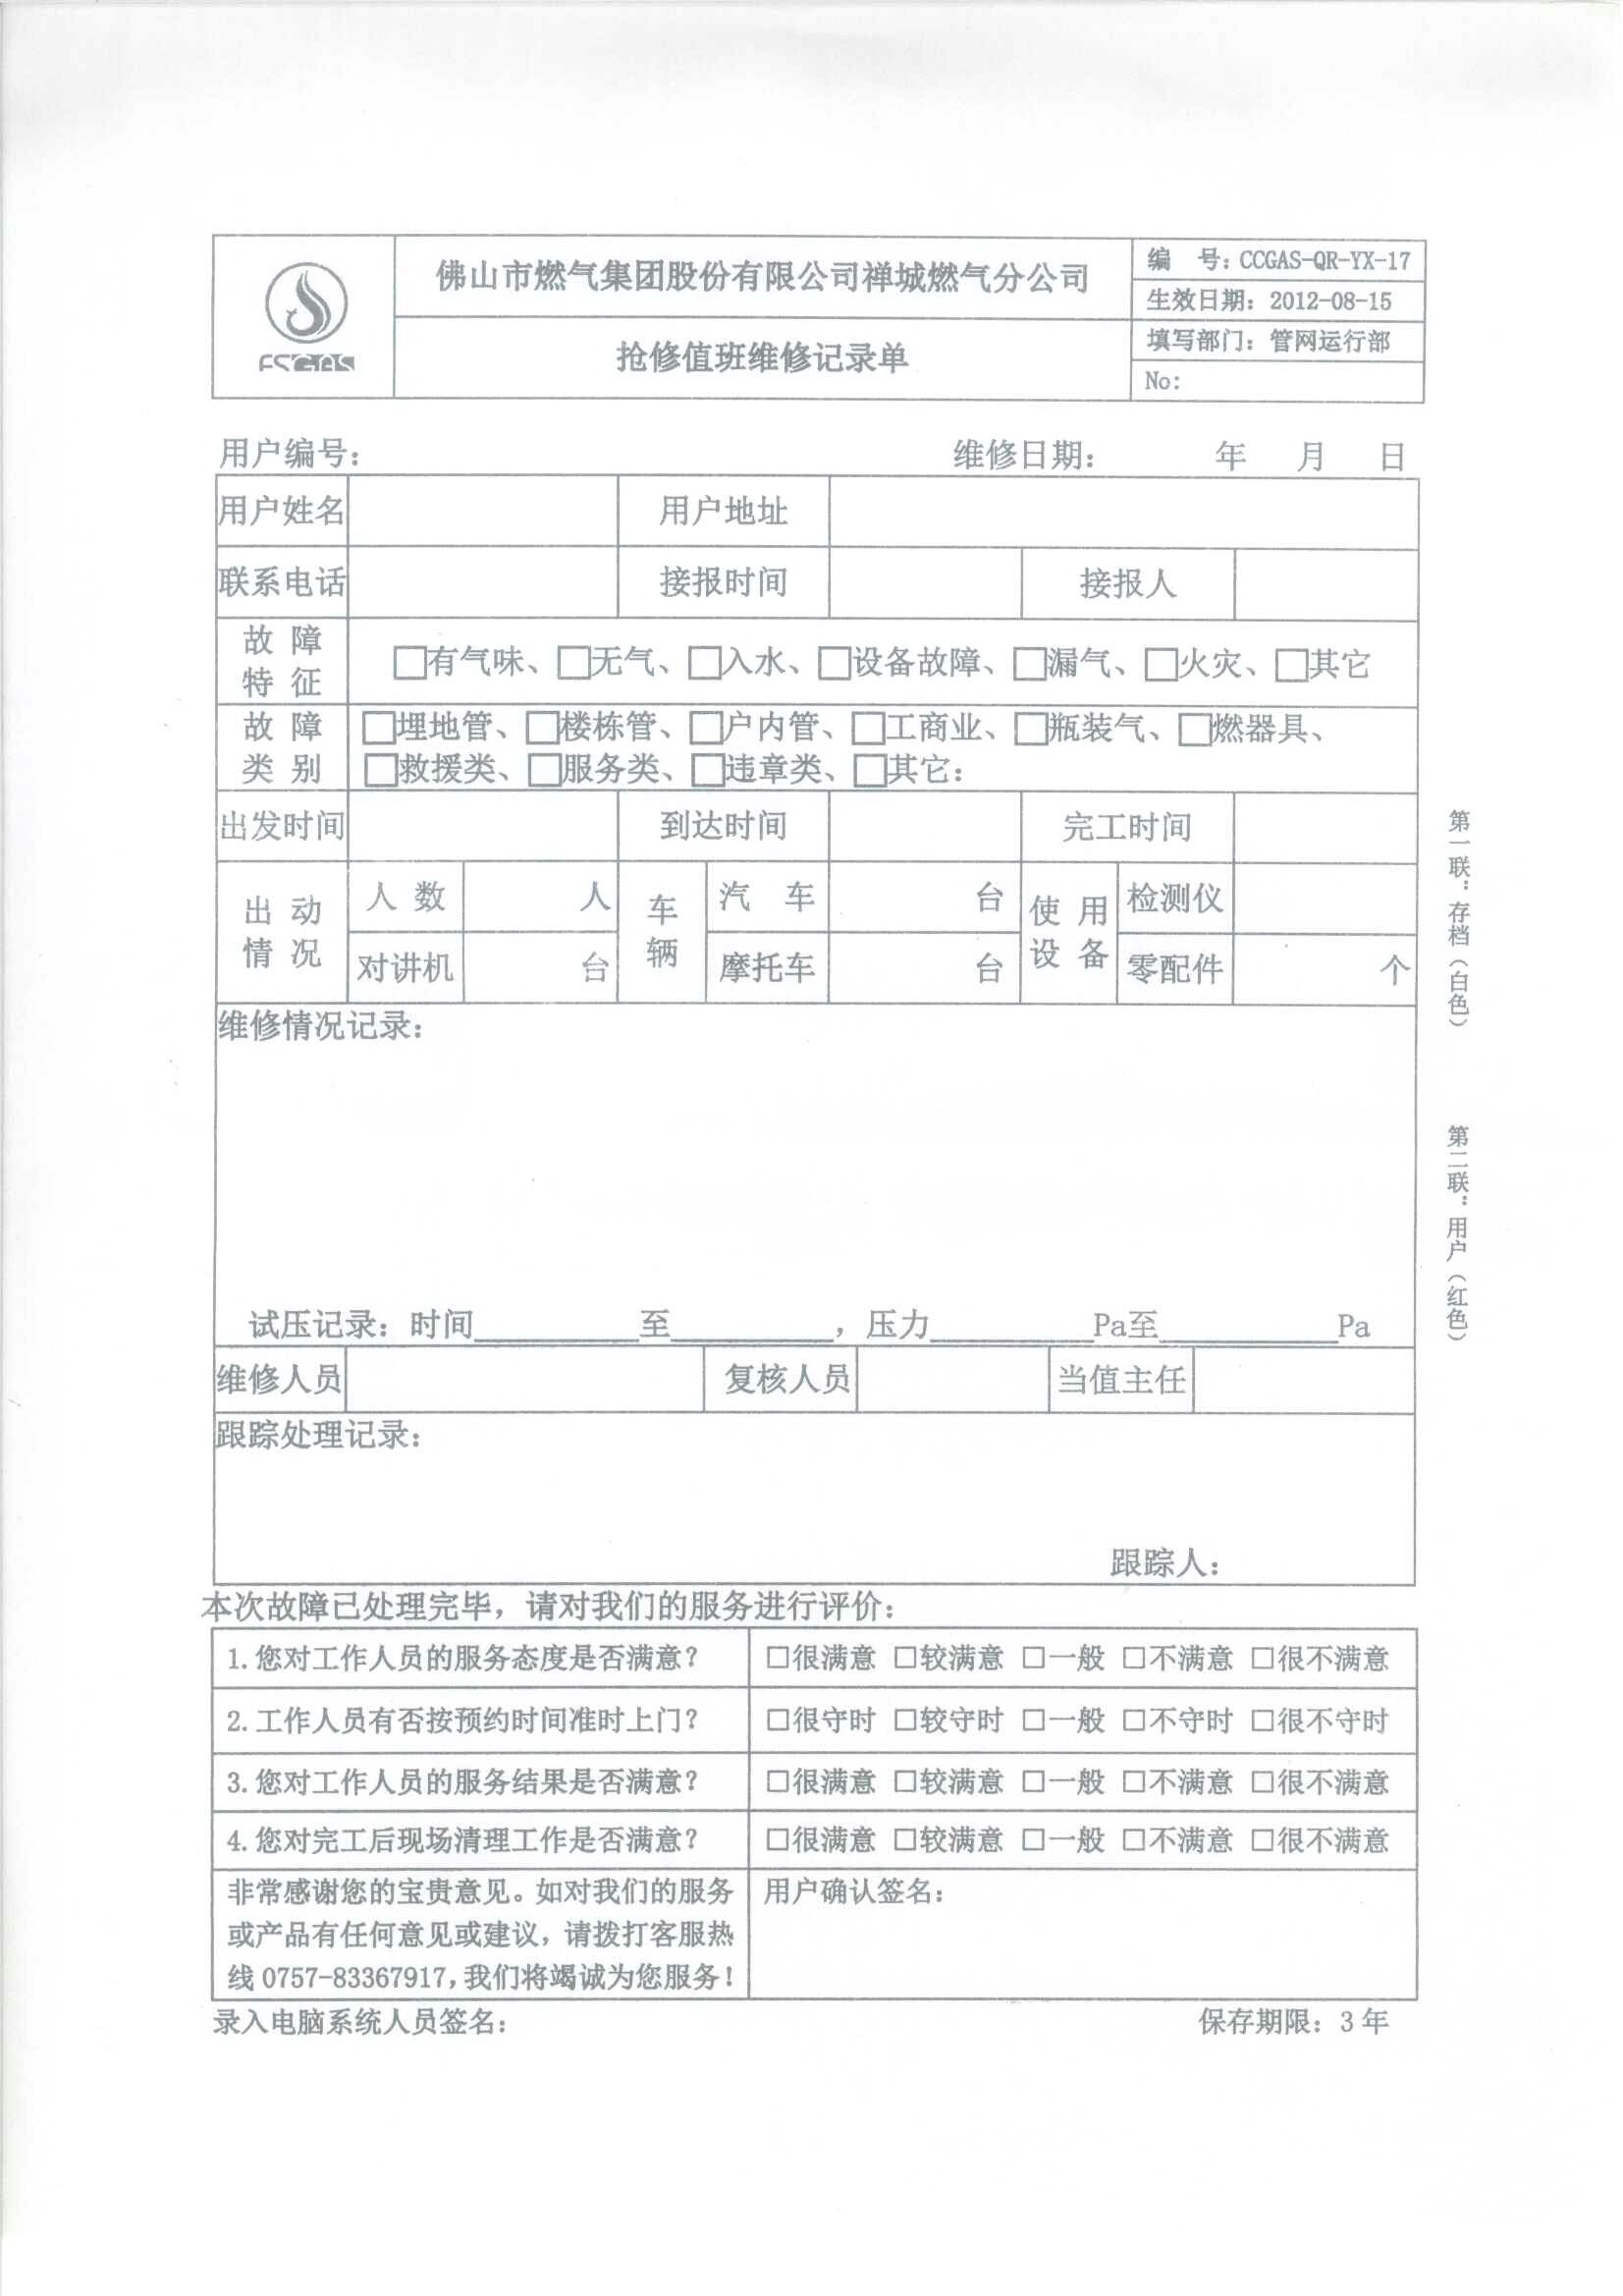 FSGAS
佛山市燃气集团股份有限公司禅城燃气分公司
抢修值班维修记录单
编 号:CCGAS-QR-YX-17
生效日期：2012-08-15
填写部门：管网运行部
No:
用户编号： 维修日期： 年 月 日
用户姓名 用户地址
联系电话 接报时间 接报人
故障特征 □有气味、□无气、□入水、□设备故障、□漏气、□火灾、□其它
故障类别 □埋地管、□楼栋管、□户内管、□工商业、□瓶装气、□燃器具、
□救援类、□服务类、□违章类、□其它：
出发时间 到达时间 完工时间
出动情况 人数 人 车辆 汽车 台 使用设备 检测仪
对讲机 台 摩托车 台 零配件 个
维修情况记录：
试压记录：时间__________至__________，压力__________Pa至___________Pa
维修人员 复核人员 当值主任
跟踪处理记录：
跟踪人：
本次故障已处理完毕，请对我们的服务进行评价：
1.您对工作人员的服务态度是否满意？ □很满意 □较满意 □一般 □不满意 □很不满意
2.工作人员有否按预约时间准时上门？ □很守时 □较守时 □一般 □不守时 □很不守时
3.您对工作人员的服务结果是否满意？ □很满意 □较满意 □一般 □不满意 □很不满意
4.您对完工后现场清理工作是否满意？ □很满意 □较满意 □一般 □不满意 □很不满意
非常感谢您的宝贵意见。如对我们的服务
或产品有任何意见或建议，请拨打客服热
线 0757-83367917，我们将竭诚为您服务！
用户确认签名：
录入电脑系统人员签名： 保存期限：3 年
第一联：存档（白色）
第二联：用户（红色）